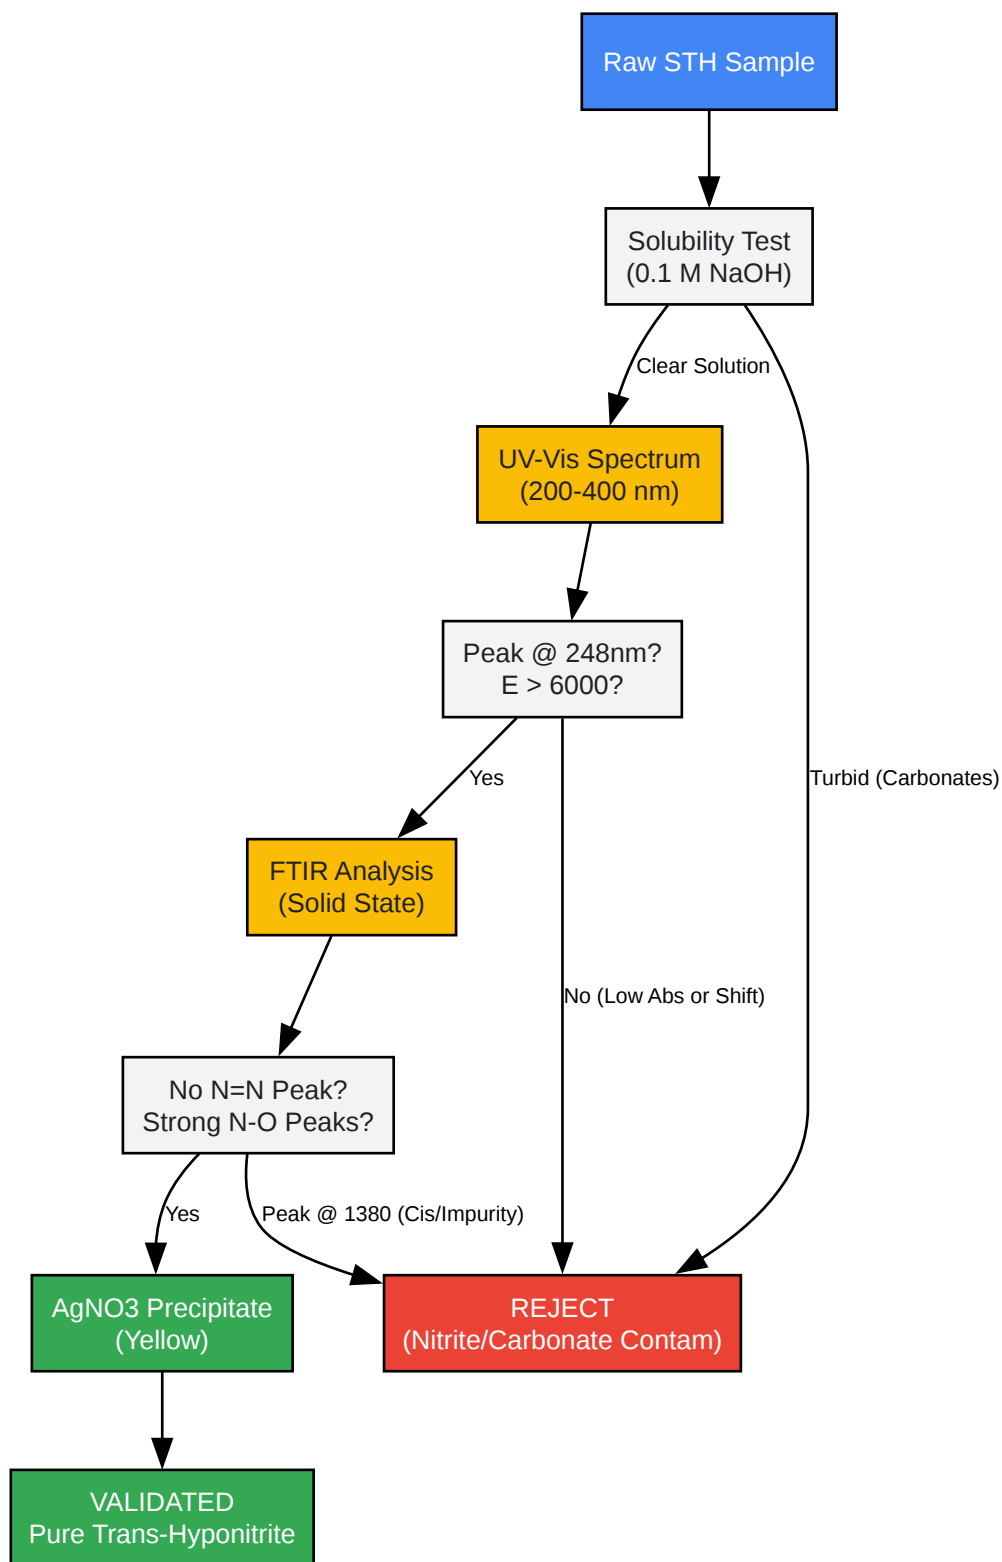 Raw STH Sample
Solubility Test
(0.1 M NaOH)
Clear Solution
UV-Vis Spectrum
(200-400 nm)
Peak @ 248nm?
E > 6000?
Yes
Turbid (Carbonates)
FTIR Analysis
(Solid State)
No (Low Abs or Shift)
No N=N Peak?
Strong N-O Peaks?
Yes
Peak @ 1380 (Cis/Impurity)
AgNO3 Precipitate
(Yellow)
REJECT
(Nitrite/Carbonate Contam)
VALIDATED
Pure Trans-Hyponitrite